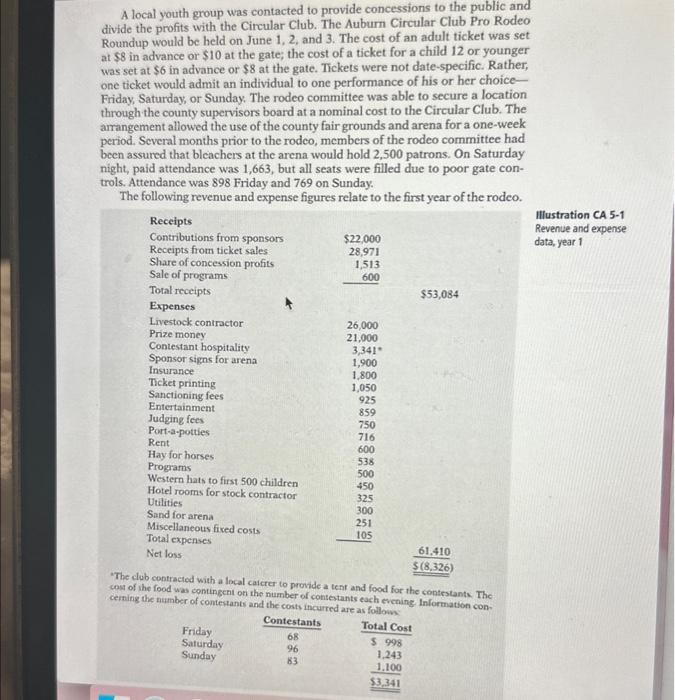 A local youth group was contacted to provide concessions to the public and
divide the profits with the Circular Club. The Auburn Circular Club Pro Rodeo
Roundup would be held on June 1, 2, and 3. The cost of an adult ticket was set
at $8 in advance or $10 at the gate; the cost of a ticket for a child 12 or younger
was set at $6 in advance or $8 at the gate. Tickets were not date-specific. Rather,
one ticket would admit an individual to one performance of his or her choice—
Friday, Saturday, or Sunday. The rodeo committee was able to secure a location
through the county supervisors board at a nominal cost to the Circular Club. The
arrangement allowed the use of the county fair grounds and arena for a one-week
period. Several months prior to the rodeo, members of the rodeo committee had
been assured that bleachers at the arena would hold 2,500 patrons. On Saturday
night, paid attendance was 1,663, but all seats were filled due to poor gate con-
trols. Attendance was 898 Friday and 769 on Sunday.
The following revenue and expense figures relate to the first year of the rodeo.
Illustration CA 5-1
Revenue and expense
data, year 1
Receipts
Contributions from sponsors $22,000
Receipts from ticket sales 28,971
Share of concession profits 1,513
Sale of programs 600
Total receipts $53,084
Expenses
Livestock contractor 26,000
Prize money 21,000
Contestant hospitality 3,341*
Sponsor signs for arena 1,900
Insurance 1,800
Ticket printing 1,050
Sanctioning fees 925
Entertainment 859
Judging fees 750
Port-a-potties 716
Rent 600
Hay for horses 538
Programs 500
Western hats to first 500 children 450
Hotel rooms for stock contractor 325
Utilities 300
Sand for arena 251
Miscellaneous fixed costs 105
Total expenses 61,410
Net loss $(8,326)
*The club contracted with a local caterer to provide a tent and food for the contestants. The
cost of the food was contingent on the number of contestants each evening. Information con-
cerning the number of contestants and the costs incurred are as follows:
Contestants Total Cost
Friday 68 $ 998
Saturday 96 1,243
Sunday 83 1,100
$3,341